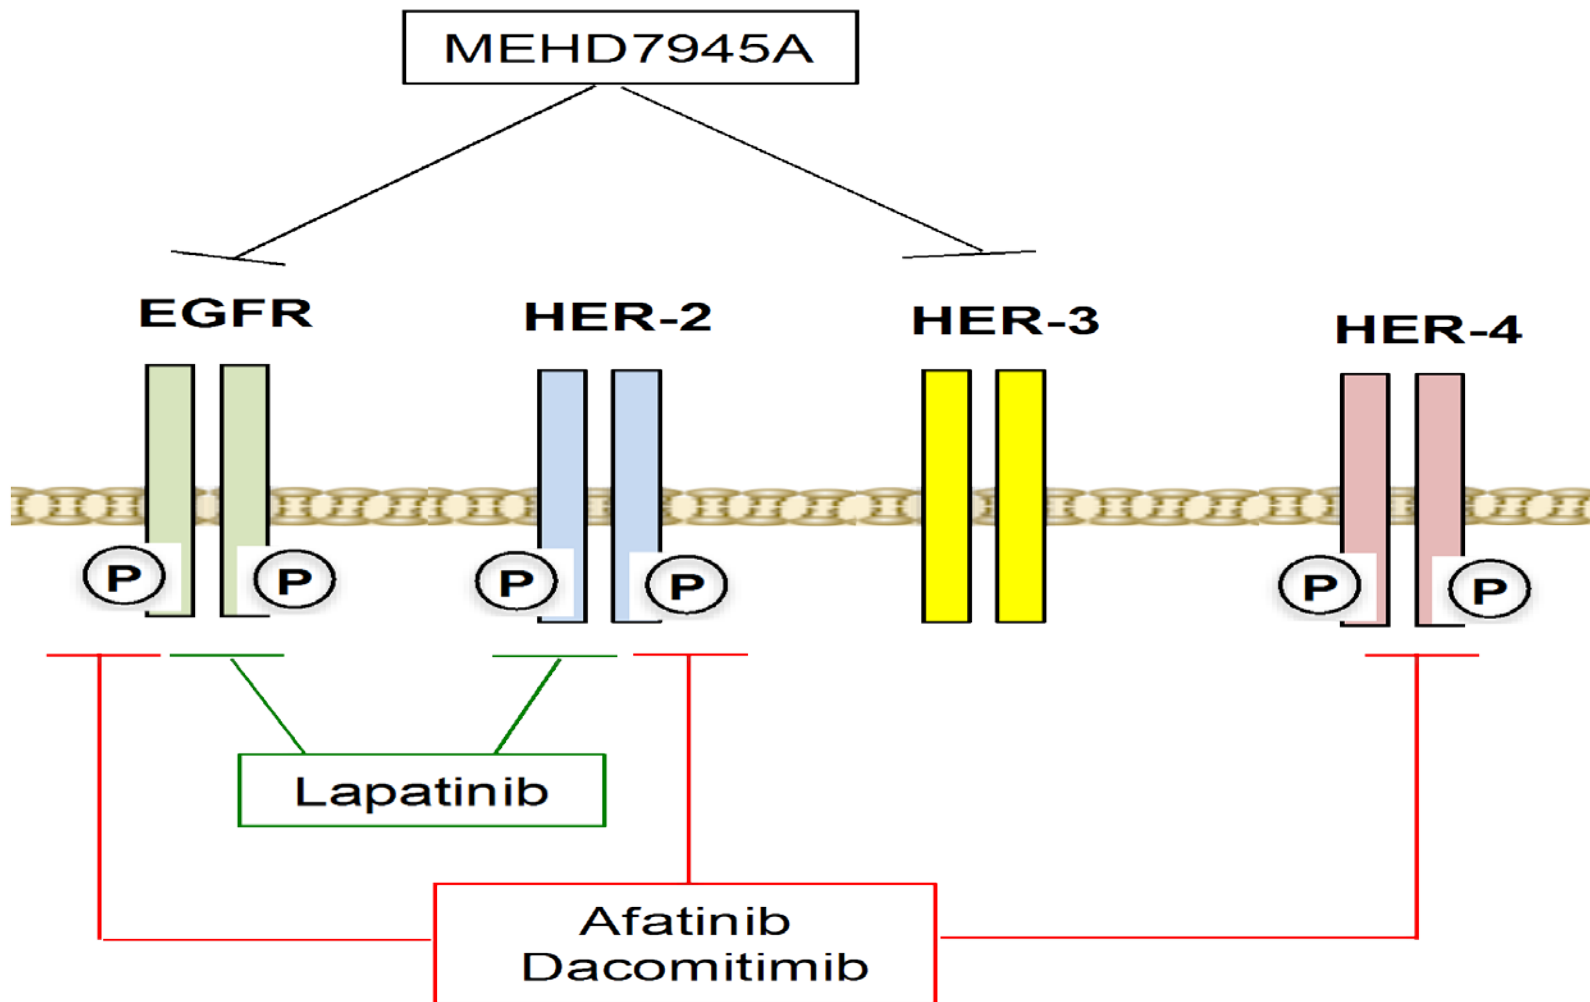 MEHD7945A
EGFR
HER-2
HER-3
HER-4
P
P
P
P
P
P
Lapatinib
Afatinib
Dacomitimib